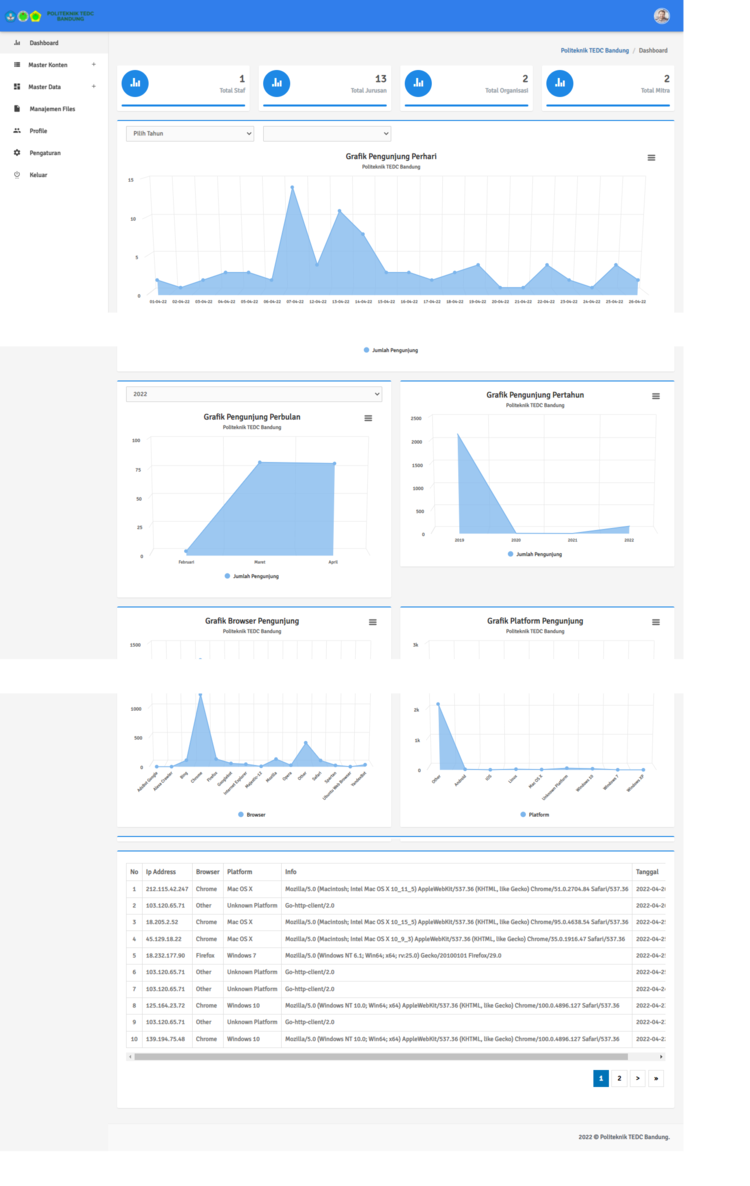 POLITEKNIK TEDC
BANDUNG
Dashboard
Master Konten +
Master Data +
Manajemen Files
Profile
Pengaturan
Keluar
Politeknik TEDC Bandung / Dashboard
1
Total Staf
13
Total Jurusan
2
Total Organisasi
2
Total Mitra
Pilih Tahun
Grafik Pengunjung Perhari
Politeknik TEDC Bandung
15
10
5
0
01-04-22 02-04-22 03-04-22 04-04-22 05-04-22 06-04-22 07-04-22 12-04-22 13-04-22 14-04-22 15-04-22 16-04-22 17-04-22 18-04-22 19-04-22 20-04-22 21-04-22 22-04-22 23-04-22 24-04-22 25-04-22 26-04-22
Jumlah Pengunjung
2022
Grafik Pengunjung Perbulan
Politeknik TEDC Bandung
100
75
50
25
0
Februari Maret April
Jumlah Pengunjung
Grafik Pengunjung Pertahun
Politeknik TEDC Bandung
2500
2000
1500
1000
500
0
2019 2020 2021 2022
Jumlah Pengunjung
Grafik Browser Pengunjung
Politeknik TEDC Bandung
1500
1000
500
0
AdsBot Google Alexa Crawler Bing Chrome Firefox Googlebot Internet Explorer Majestic-12 Mozilla Opera Other Safari Spartan Ubuntu Web Browser YandexBot
Browser
Grafik Platform Pengunjung
Politeknik TEDC Bandung
3k
2k
1k
0
Other Android iOS Linux Mac OS X Unknown Platform Windows 10 Windows 7 Windows XP
Platform
No Ip Address Browser Platform Info Tanggal
1 212.115.42.247 Chrome Mac OS X Mozilla/5.0 (Macintosh; Intel Mac OS X 10_11_5) AppleWebKit/537.36 (KHTML, like Gecko) Chrome/51.0.2704.84 Safari/537.36 2022-04-2
2 103.120.65.71 Other Unknown Platform Go-http-client/2.0 2022-04-2
3 18.205.2.52 Chrome Mac OS X Mozilla/5.0 (Macintosh; Intel Mac OS X 10_15_5) AppleWebKit/537.36 (KHTML, like Gecko) Chrome/95.0.4638.54 Safari/537.36 2022-04-2
4 45.129.18.22 Chrome Mac OS X Mozilla/5.0 (Macintosh; Intel Mac OS X 10_9_3) AppleWebKit/537.36 (KHTML, like Gecko) Chrome/35.0.1916.47 Safari/537.36 2022-04-2
5 18.232.177.90 Firefox Windows 7 Mozilla/5.0 (Windows NT 6.1; Win64; x64; rv:25.0) Gecko/20100101 Firefox/29.0 2022-04-2
6 103.120.65.71 Other Unknown Platform Go-http-client/2.0 2022-04-2
7 103.120.65.71 Other Unknown Platform Go-http-client/2.0 2022-04-2
8 125.164.23.72 Chrome Windows 10 Mozilla/5.0 (Windows NT 10.0; Win64; x64) AppleWebKit/537.36 (KHTML, like Gecko) Chrome/100.0.4896.127 Safari/537.36 2022-04-2
9 103.120.65.71 Other Unknown Platform Go-http-client/2.0 2022-04-2
10 139.194.75.48 Chrome Windows 10 Mozilla/5.0 (Windows NT 10.0; Win64; x64) AppleWebKit/537.36 (KHTML, like Gecko) Chrome/100.0.4896.127 Safari/537.36 2022-04-2
1 2 > »
2022 © Politeknik TEDC Bandung.